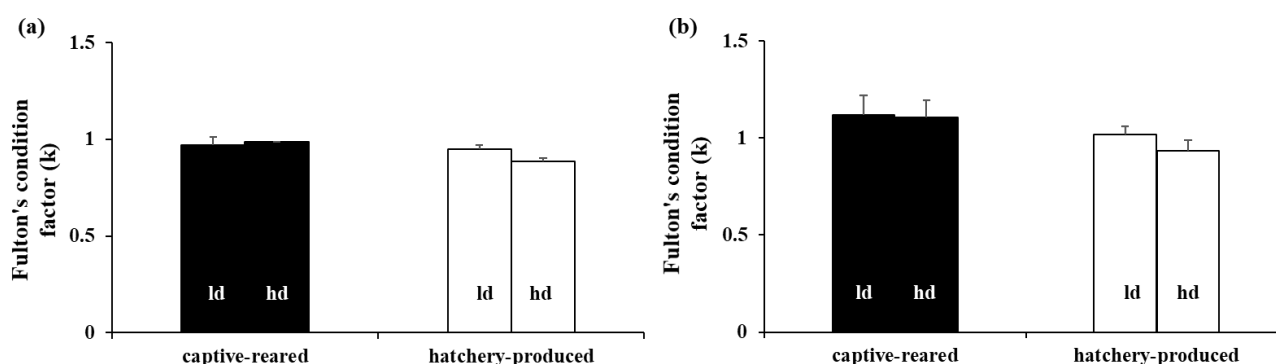 (a)
Fulton's condition
factor (k)
1.5
1
0.5
0
ld hd ld hd
captive-reared hatchery-produced
(b)
Fulton's condition
factor (k)
1.5
1
0.5
0
ld hd ld hd
captive-reared hatchery-produced